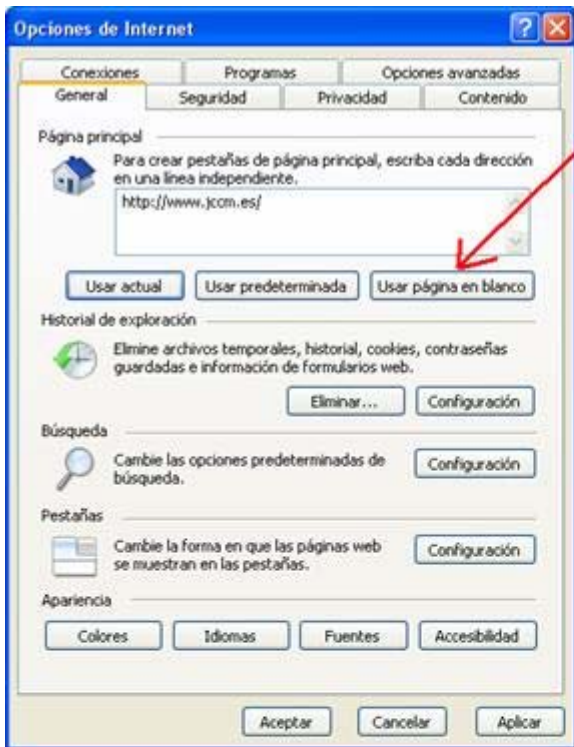 Opciones de Internet
Conexiones Programas Opciones avanzadas
General Seguridad Privacidad Contenido
Página principal
Para crear pestañas de página principal, escriba cada dirección
en una línea independiente.
http://www.jccm.es/
Usar actual Usar predeterminada Usar página en blanco
Historial de exploración
Elimine archivos temporales, historial, cookies, contraseñas
guardadas e información de formularios web.
Eliminar... Configuración
Búsqueda
Cambie las opciones predeterminadas de
búsqueda.
Configuración
Pestañas
Cambie la forma en que las páginas web
se muestran en las pestañas.
Configuración
Apariencia
Colores Idiomas Fuentes Accesibilidad
Aceptar Cancelar Aplicar